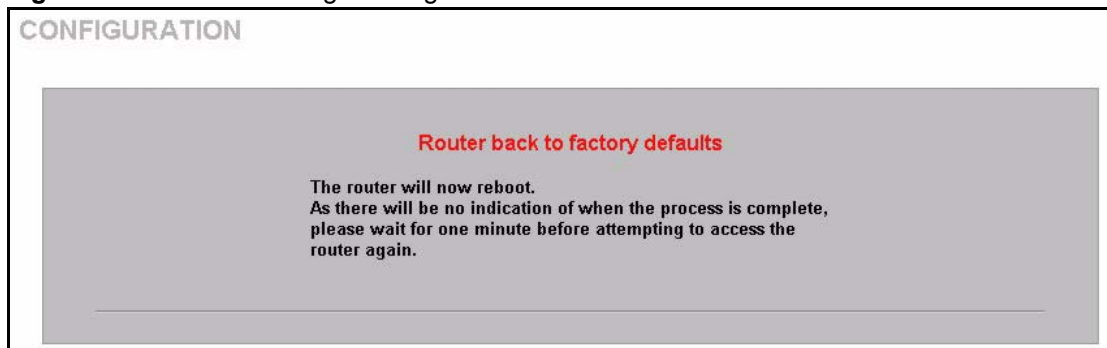 CONFIGURATION
Router back to factory defaults
The router will now reboot.
As there will be no indication of when the process is complete,
please wait for one minute before attempting to access the
router again.